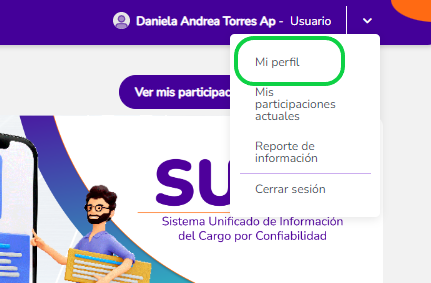 Daniela Andrea Torres Ap - Usuario
Mi perfil
Ver mis participac
Mis
participaciones
actuales
Reporte de
información
Cerrar sesión
SU
Sistema Unificado de Información
del Cargo por Confiabilidad